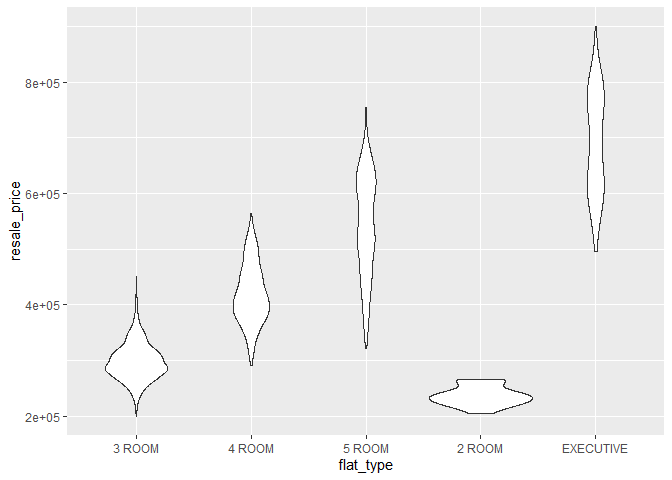 resale_price
8e+05
6e+05
4e+05
2e+05
3 ROOM
4 ROOM
5 ROOM
2 ROOM
EXECUTIVE
flat_type